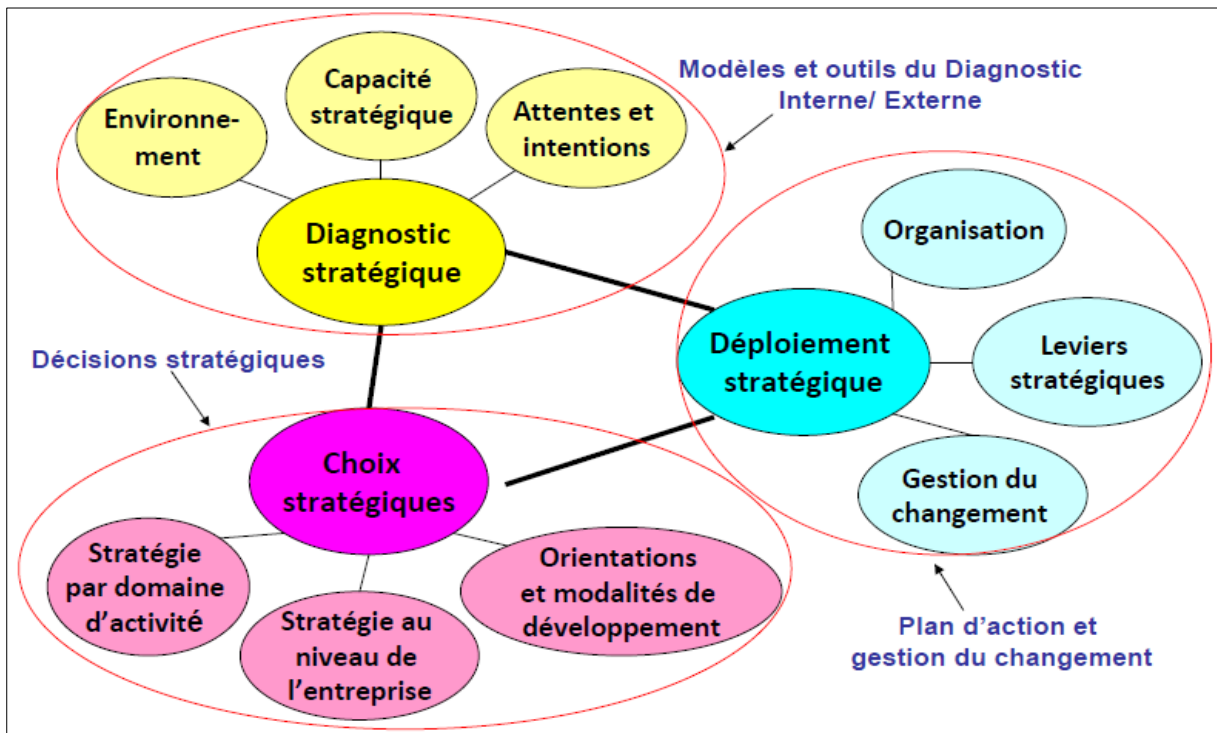 Environne-
ment
Capacité
stratégique
Attentes et
intentions
Modèles et outils du Diagnostic
Interne/ Externe
Diagnostic
stratégique
Organisation
Déploiement
stratégique
Leviers
stratégiques
Gestion du
changement
Décisions stratégiques
Choix
stratégiques
Stratégie
par domaine
d’activité
Stratégie au
niveau de
l’entreprise
Orientations
et modalités de
développement
Plan d’action et
gestion du changement